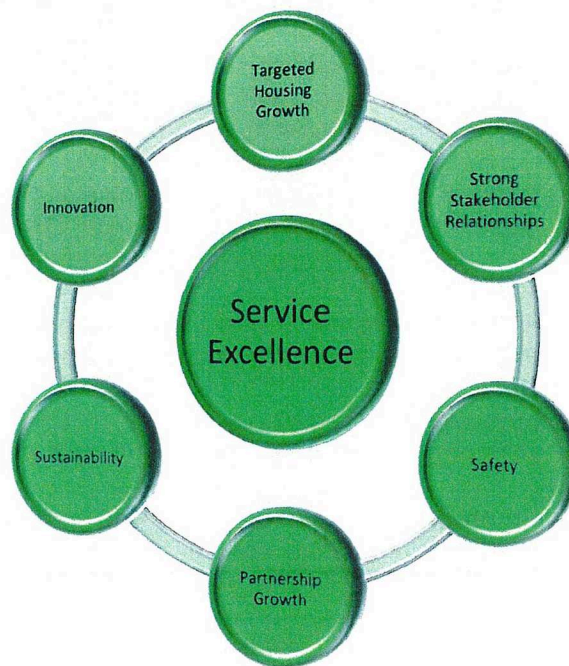 Targeted
Housing
Growth
Strong
Stakeholder
Relationships
Innovation
Service
Excellence
Sustainability
Safety
Partnership
Growth